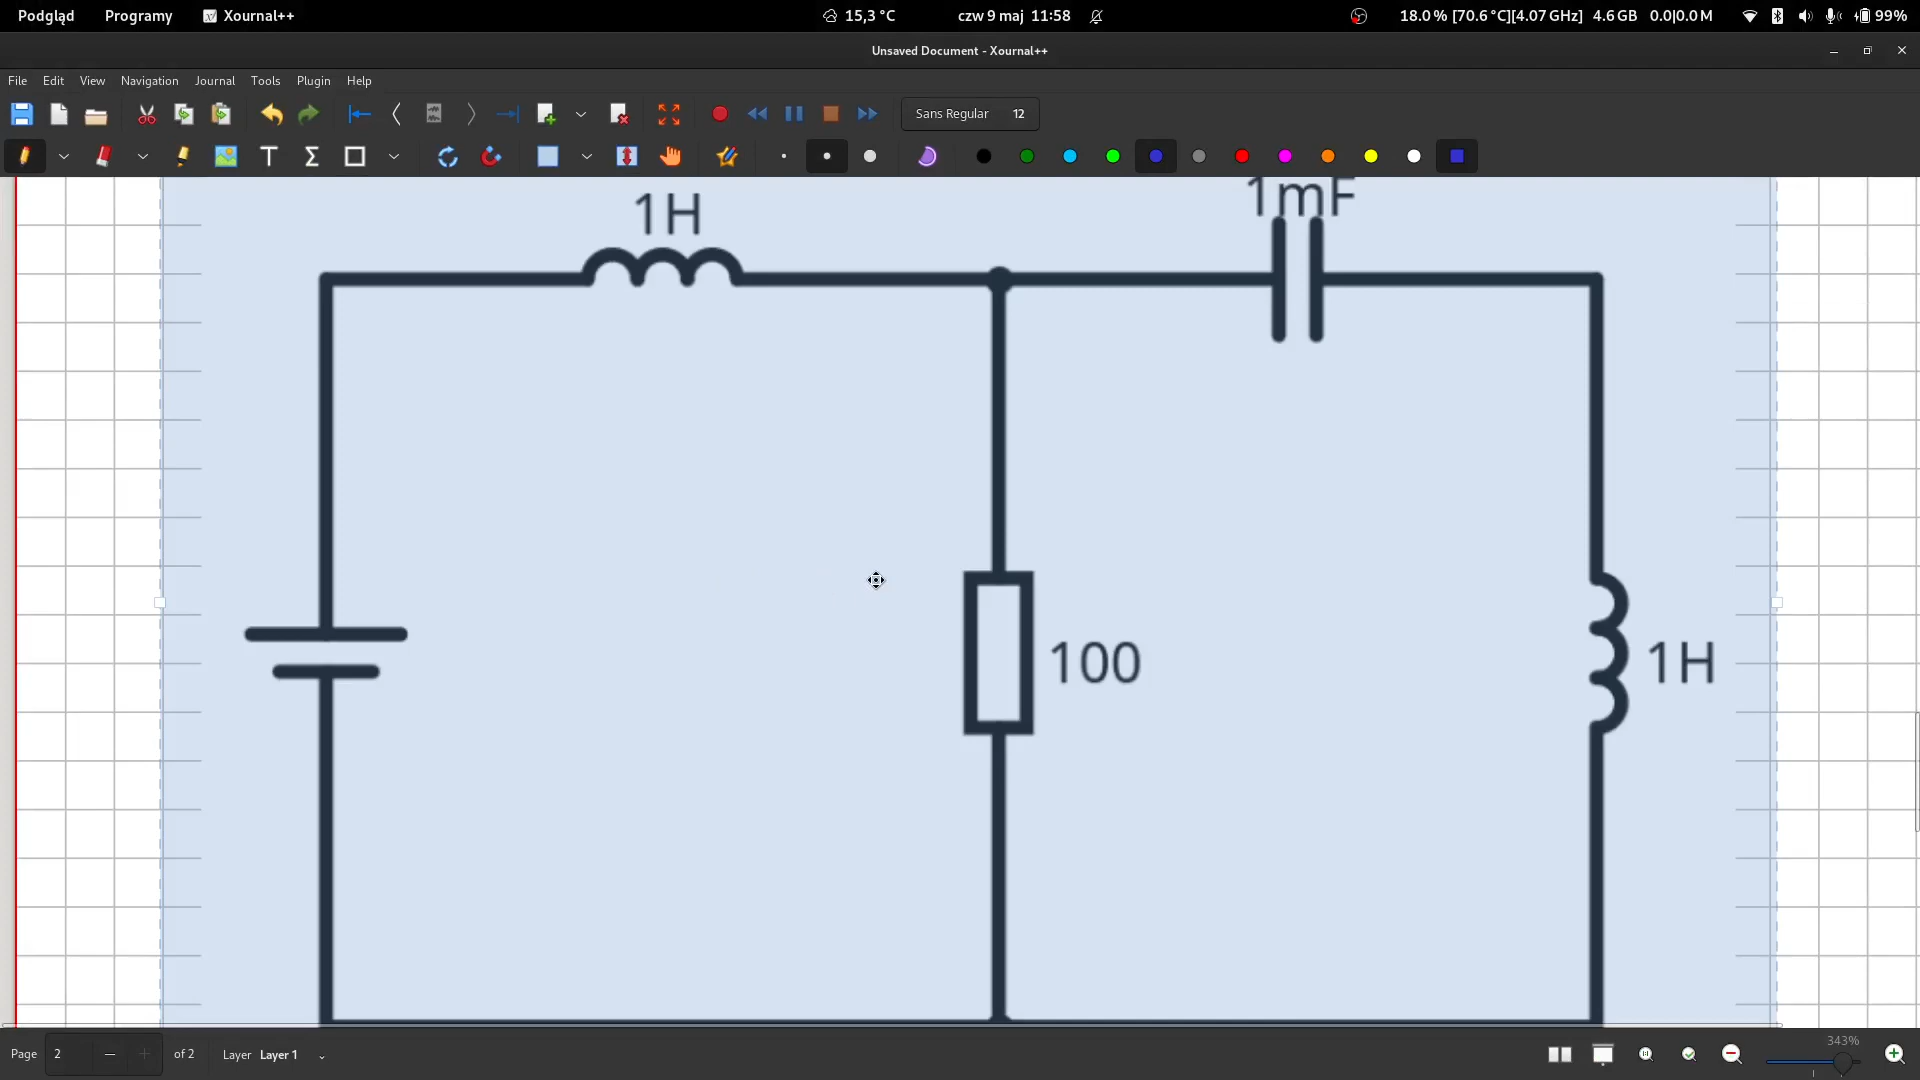 Podgląd Programy Xournal++ 15,3 °C czw 9 maj 11:58 18.0 % [70.6 °C][4.07 GHz] 4.6 GB 0.0|0.0 M 99%
Unsaved Document - Xournal++
File Edit View Navigation Journal Tools Plugin Help
Sans Regular 12
T Σ
1mF
1H
100
1H
343%
Page 2 of 2 Layer Layer 1